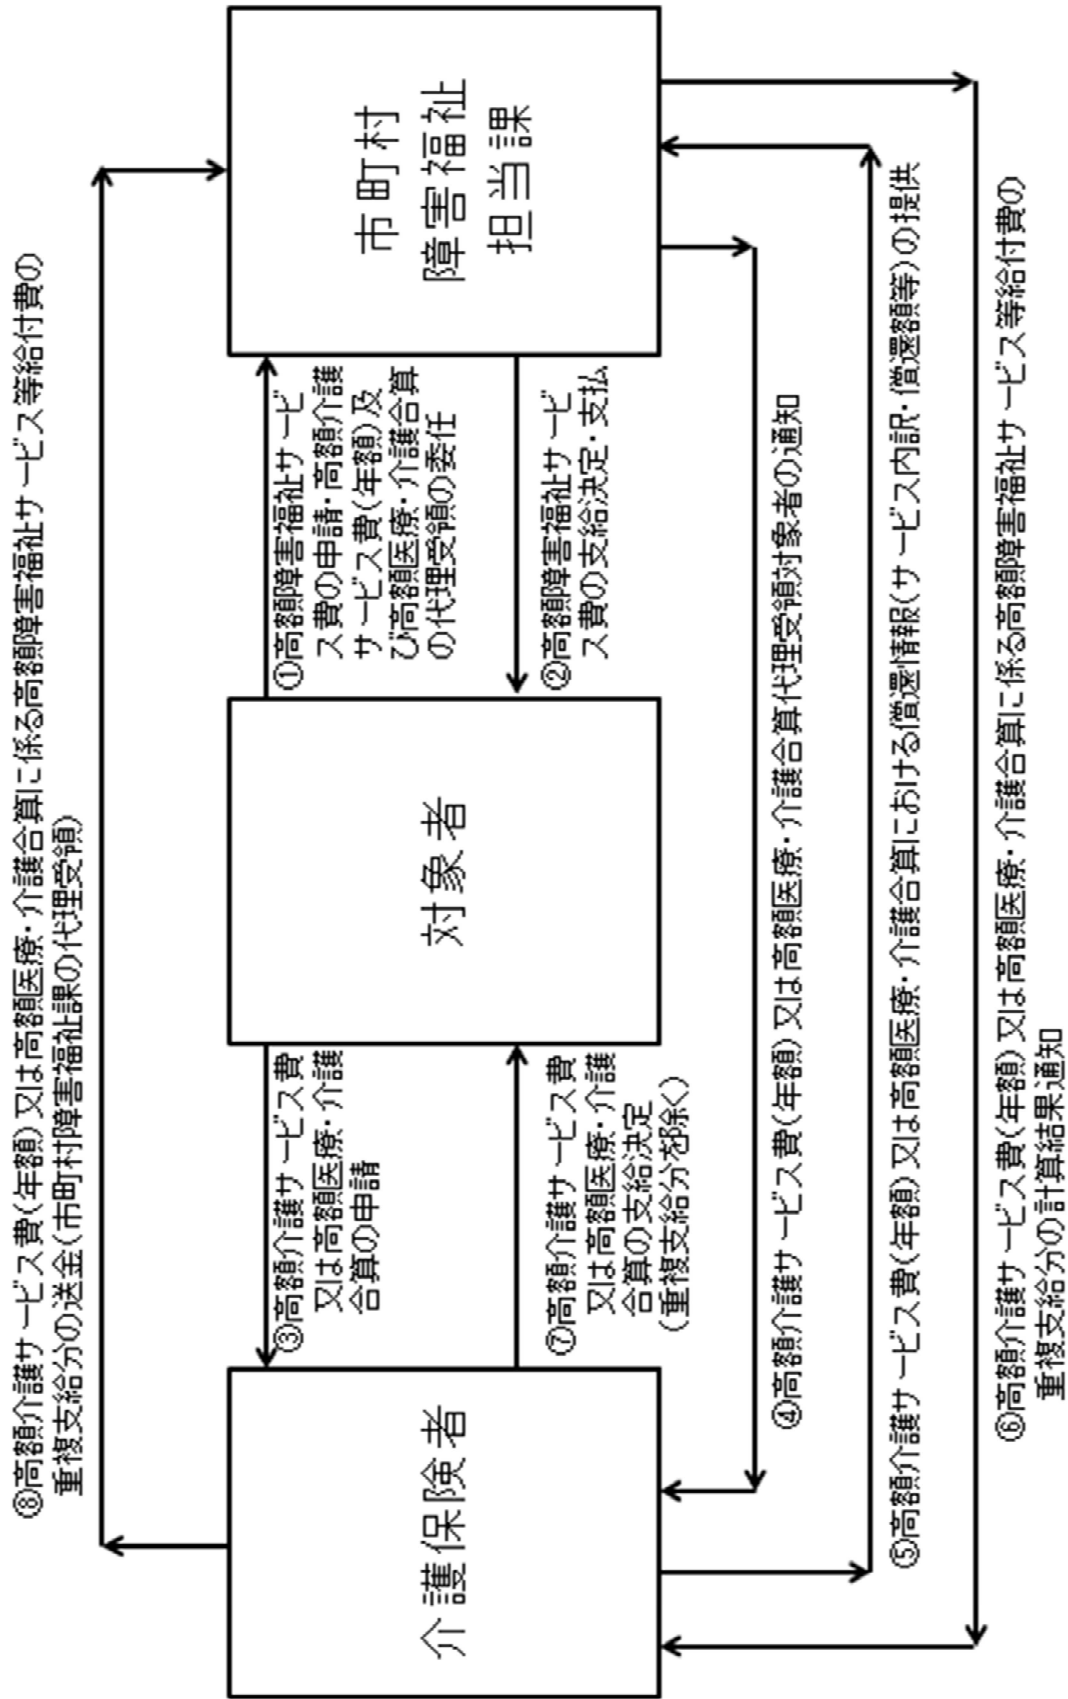 ⑧高額介護サービス費(年額)又は高額医療・介護合算に係る高額障害福祉サービス等給付費の
重複支給分の送金(市町村障害福祉課の代理受領)
介護保険者
③高額介護サービス費
又は高額医療・介護
合算の申請
⑦高額介護サービス費
又は高額医療・介護
合算の支給決定
(重複支給分を除く)
対象者
①高額障害福祉サービ
ス費の申請・高額介護
サービス費(年額)及
び高額医療・介護合算
の代理受領の委任
②高額障害福祉サービ
ス費の支給決定・支払
市町村
障害福祉
担当課
④高額介護サービス費(年額)又は高額医療・介護合算代理受領対象者の通知
⑤高額介護サービス費(年額)又は高額医療・介護合算における償還情報(サービス内訳・償還額等)の提供
⑥高額介護サービス費(年額)又は高額医療・介護合算に係る高額障害福祉サービス等給付費の
重複支給分の計算結果通知